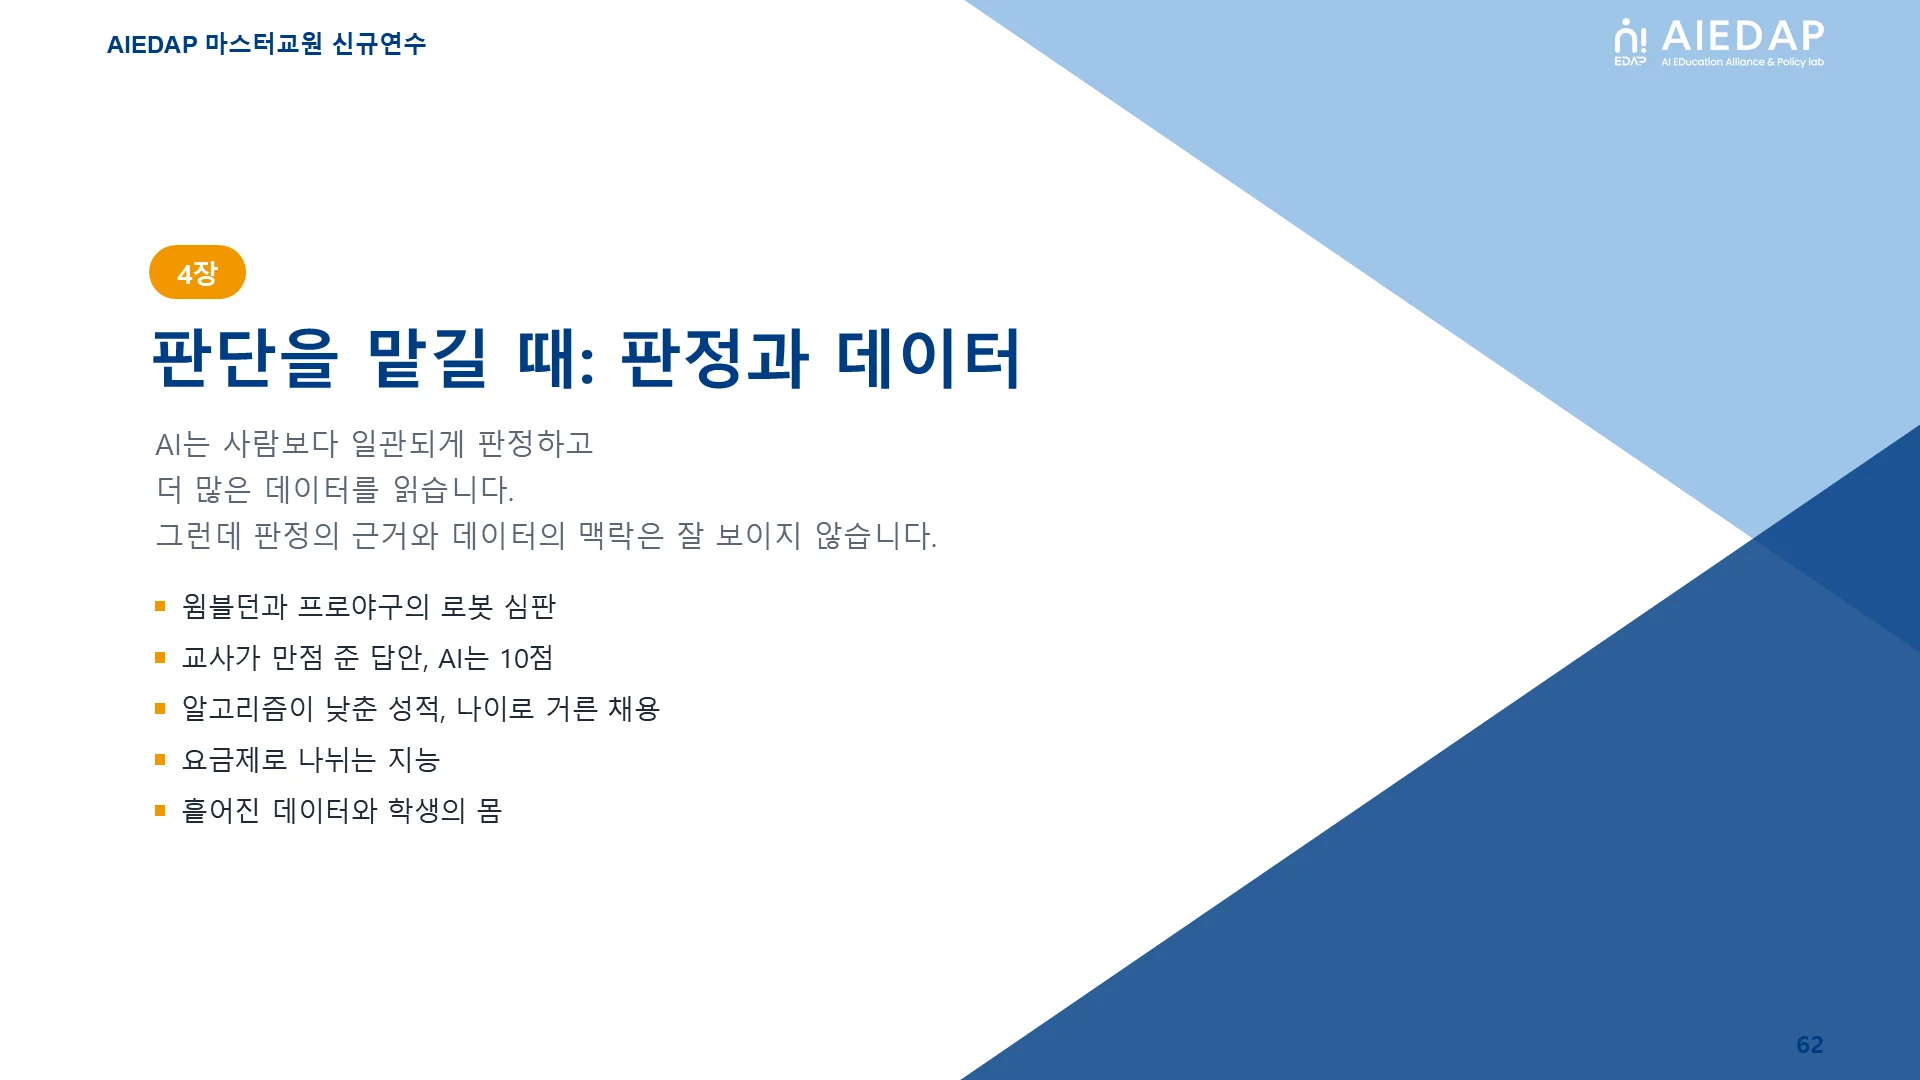 AIEDAP 마스터교원 신규연수
AIEDAP
EDAP
AI EDucation Alliance & Policy lab
4장
판단을 맡길 때: 판정과 데이터
AI는 사람보다 일관되게 판정하고
더 많은 데이터를 읽습니다.
그런데 판정의 근거와 데이터의 맥락은 잘 보이지 않습니다.
윔블던과 프로야구의 로봇 심판
교사가 만점 준 답안, AI는 10점
알고리즘이 낮춘 성적, 나이로 거른 채용
요금제로 나뉘는 지능
흩어진 데이터와 학생의 몸
62